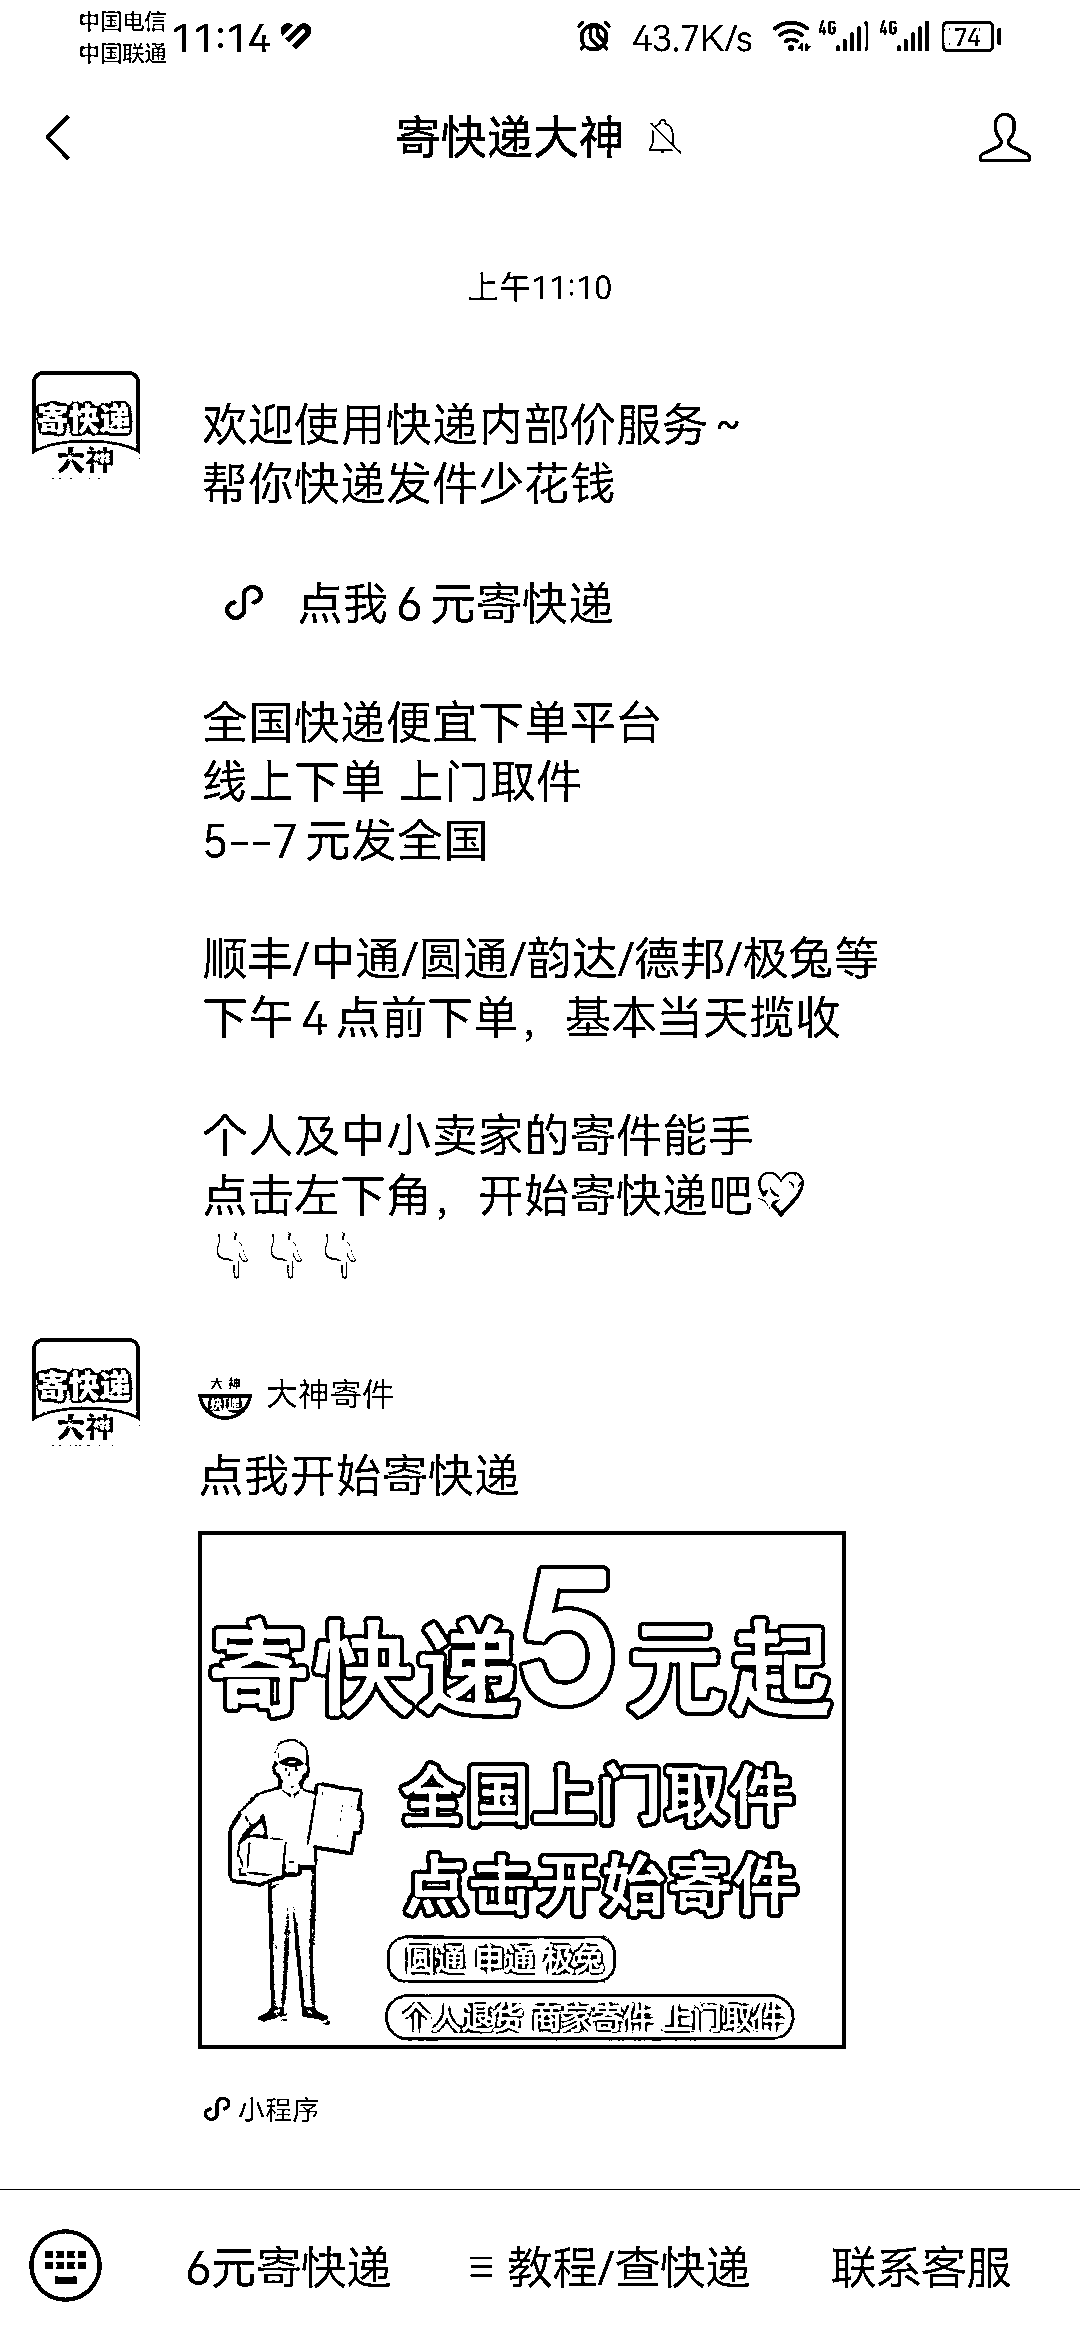 中国电信
中国联通
11:14
43.7K/s
4G
4G
74
寄快递大神
上午11:10
寄快递
大神
欢迎使用快递内部价服务~
帮你快递发件少花钱
点我6元寄快递
全国快递便宜下单平台
线上下单 上门取件
5--7元发全国
顺丰/中通/圆通/韵达/德邦/极兔等
下午4点前下单，基本当天揽收
个人及中小卖家的寄件能手
点击左下角，开始寄快递吧
寄快递
大神
大神
快递
大神寄件
点我开始寄快递
寄快递5元起
全国上门取件
点击开始寄件
圆通 申通 极兔
个人退货 商家寄件 上门取件
小程序
6元寄快递
教程/查快递
联系客服